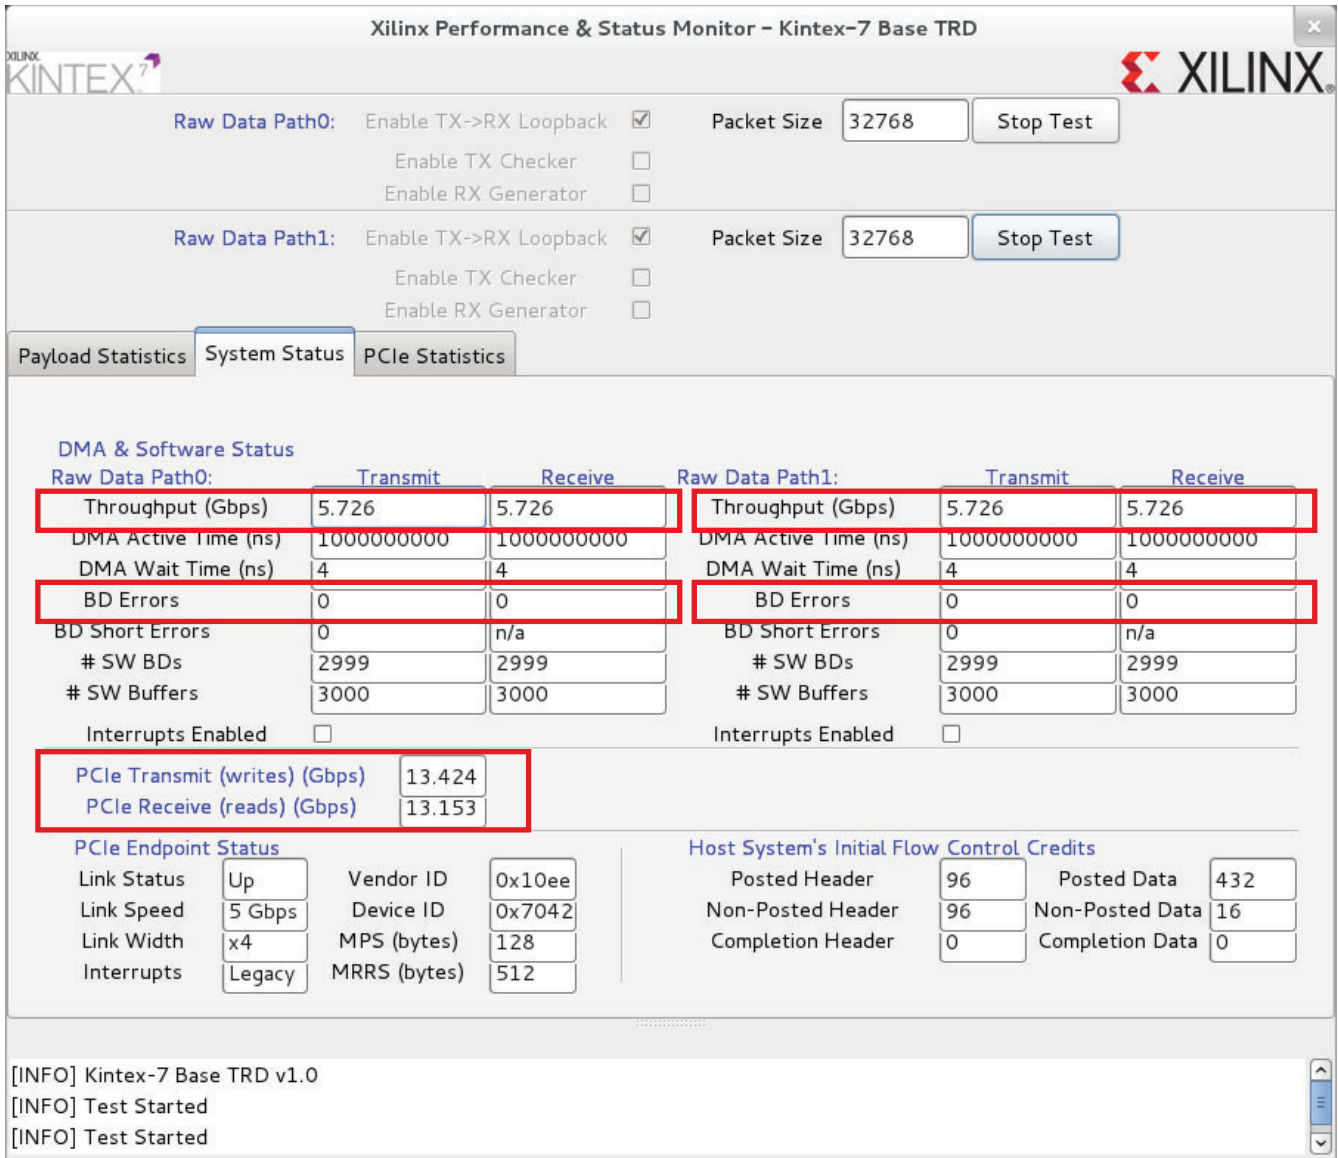 Xilinx Performance & Status Monitor - Kintex-7 Base TRD
XILINX
KINTEX 7
XILINX
Raw Data Path0: Enable TX->RX Loopback Packet Size 32768 Stop Test
Enable TX Checker
Enable RX Generator
Raw Data Path1: Enable TX->RX Loopback Packet Size 32768 Stop Test
Enable TX Checker
Enable RX Generator
Payload Statistics System Status PCIe Statistics
DMA & Software Status
Raw Data Path0: Transmit Receive Raw Data Path1: Transmit Receive
Throughput (Gbps) 5.726 5.726 Throughput (Gbps) 5.726 5.726
DMA Active Time (ns) 1000000000 1000000000 DMA Active Time (ns) 1000000000 1000000000
DMA Wait Time (ns) 4 4 DMA Wait Time (ns) 4 4
BD Errors 0 0 BD Errors 0 0
BD Short Errors 0 n/a BD Short Errors 0 n/a
# SW BDs 2999 2999 # SW BDs 2999 2999
# SW Buffers 3000 3000 # SW Buffers 3000 3000
Interrupts Enabled Interrupts Enabled
PCIe Transmit (writes) (Gbps) 13.424
PCIe Receive (reads) (Gbps) 13.153
PCIe Endpoint Status Host System's Initial Flow Control Credits
Link Status Up Vendor ID 0x10ee Posted Header 96 Posted Data 432
Link Speed 5 Gbps Device ID 0x7042 Non-Posted Header 96 Non-Posted Data 16
Link Width x4 MPS (bytes) 128 Completion Header 0 Completion Data 0
Interrupts Legacy MRRS (bytes) 512
[INFO] Kintex-7 Base TRD v1.0
[INFO] Test Started
[INFO] Test Started